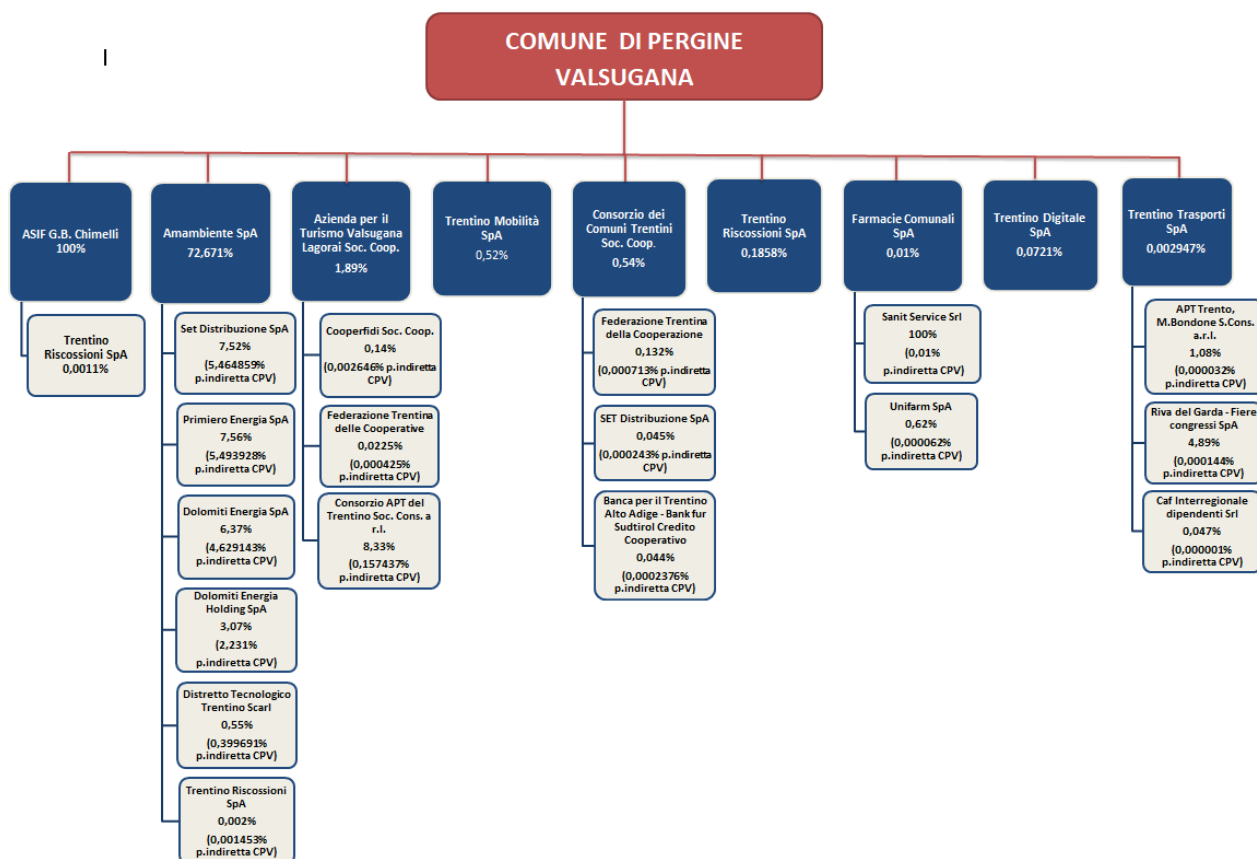 COMUNE DI PERGINE
VALSUGANA
ASIF G.B. Chimelli
100%
Trentino
Riscossioni SpA
0,0011%
Amambiente SpA
72,671%
Set Distribuzione SpA
7,52%
(5,464859%
p.indiretta CPV)
Primiero Energia SpA
7,56%
(5,493928%
p.indiretta CPV)
Dolomiti Energia SpA
6,37%
(4,629143%
p.indiretta CPV)
Dolomiti Energia
Holding SpA
3,07%
(2,231%
p.indiretta CPV)
Distretto Tecnologico
Trentino Scarl
0,55%
(0,399691%
p.indiretta CPV)
Trentino Riscossioni
SpA
0,002%
(0,001453%
p.indiretta CPV)
Azienda per il
Turismo Valsugana
Lagorai Soc. Coop.
1,89%
Cooperfidi Soc. Coop.
0,14%
(0,002646% p.indiretta
CPV)
Federazione Trentina
delle Cooperative
0,0225%
(0,000425%
p.indiretta CPV)
Consorzio APT del
Trentino Soc. Cons. a
r.l.
8,33%
(0,157437%
p.indiretta CPV)
Trentino Mobilità
SpA
0,52%
Consorzio dei
Comuni Trentini
Soc. Coop.
0,54%
Federazione Trentina
della Cooperazione
0,132%
(0,000713% p.indiretta
CPV)
SET Distribuzione SpA
0,045%
(0,000243% p.indiretta
CPV)
Banca per il Trentino
Alto Adige - Bank fur
Sudtirol Credito
Cooperativo
0,044%
(0,0002376%
p.indiretta CPV)
Trentino
Riscossioni SpA
0,1858%
Farmacie Comunali
SpA
0,01%
Sanit Service Srl
100%
(0,01%
p.indiretta CPV)
Unifarm SpA
0,62%
(0,000062%
p.indiretta CPV)
Trentino Digitale
SpA
0,0721%
Trentino Trasporti
SpA
0,002947%
APT Trento,
M.Bondone S.Cons.
a.r.l.
1,08%
(0,000032%
p.indiretta CPV)
Riva del Garda - Fiere
congressi SpA
4,89%
(0,000144%
p.indiretta CPV)
Caf Interregionale
dipendenti Srl
0,047%
(0,000001%
p.indiretta CPV)